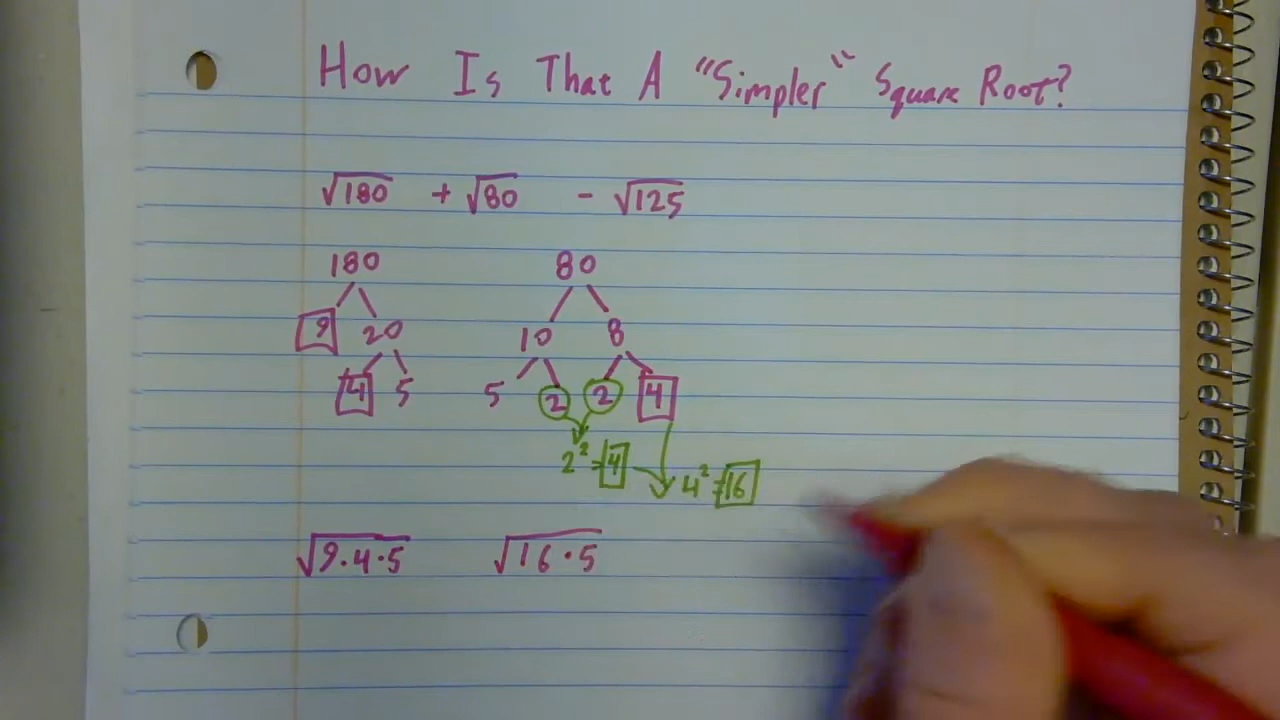 How Is That A "Simpler" Square Root?
√180 + √80 - √125
180 80
9 20 10 8
4 5 5 2 2 4
2² = 4 4² = 16
√9·4·5 √16·5